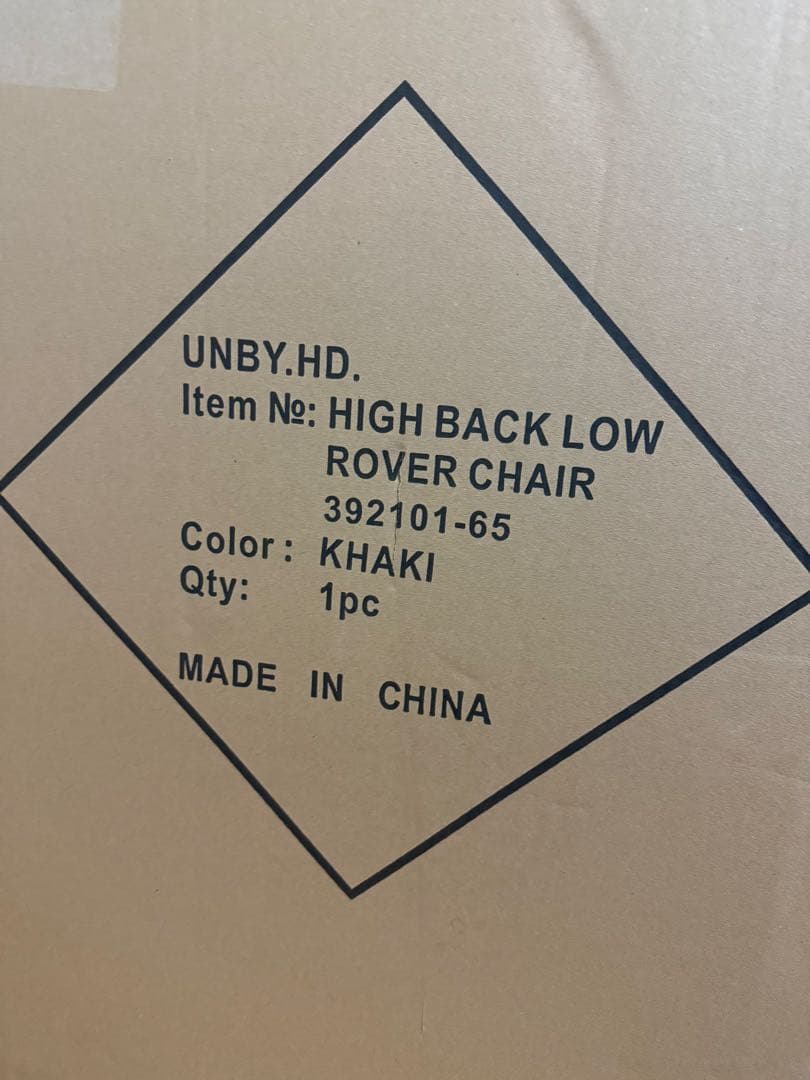 UNBY.HD.
Item №: HIGH BACK LOW
ROVER CHAIR
392101-65
Color : KHAKI
Qty: 1pc
MADE IN CHINA